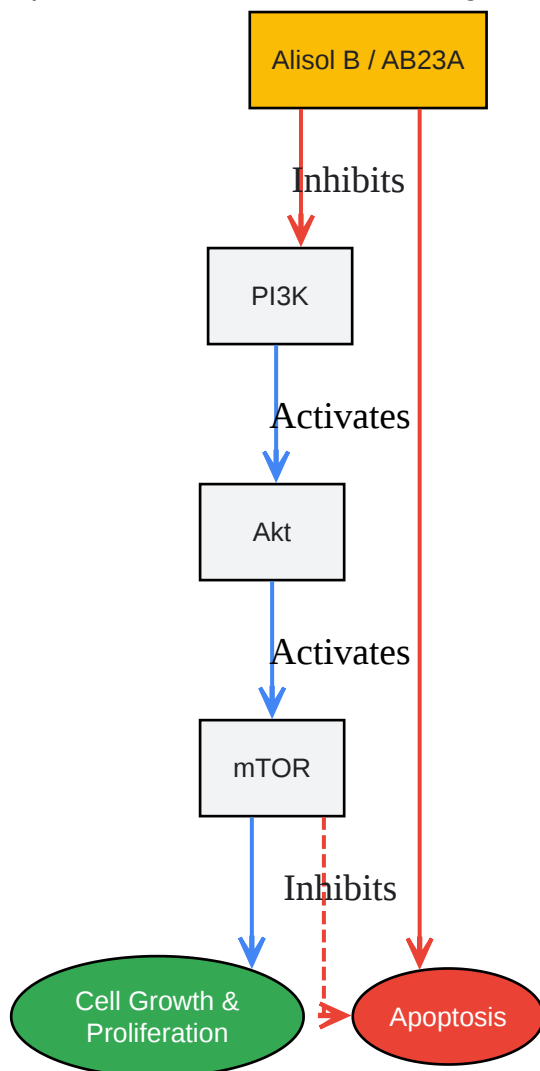 Alisol B / AB23A
Inhibits
PI3K
Activates
Akt
Activates
mTOR
Inhibits
Cell Growth &
Proliferation
Apoptosis